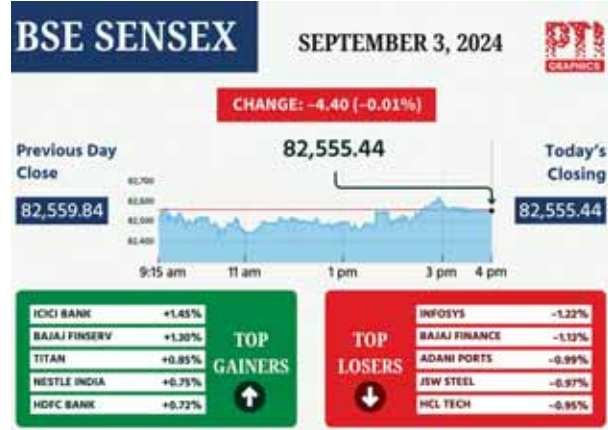 BSE SENSEX
SEPTEMBER 3, 2024
PTI
GRAPHICS
CHANGE: –4.40 (–0.01%)
Previous Day
Close
82,559.84
82,555.44
Today's
Closing
82,555.44
82,700
82,600
82,500
82,400
9:15 am 11 am 1 pm 3 pm 4 pm
ICICI BANK +1.45%
BAJAJ FINSERV +1.30%
TITAN +0.85%
NESTLE INDIA +0.75%
HDFC BANK +0.72%
TOP
GAINERS
TOP
LOSERS
INFOSYS –1.22%
BAJAJ FINANCE –1.12%
ADANI PORTS –0.99%
JSW STEEL –0.97%
HCL TECH –0.95%